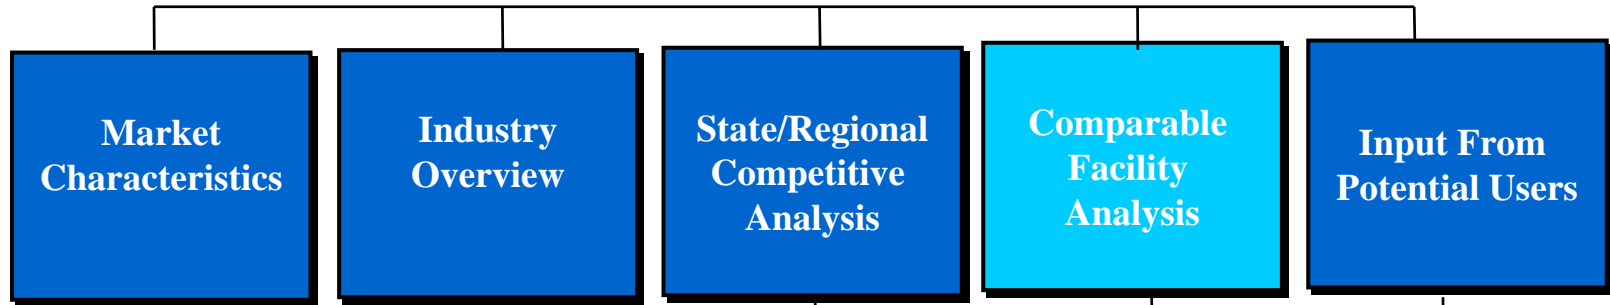 Market
Characteristics
Industry
Overview
State/Regional
Competitive
Analysis
Comparable
Facility
Analysis
Input From
Potential Users